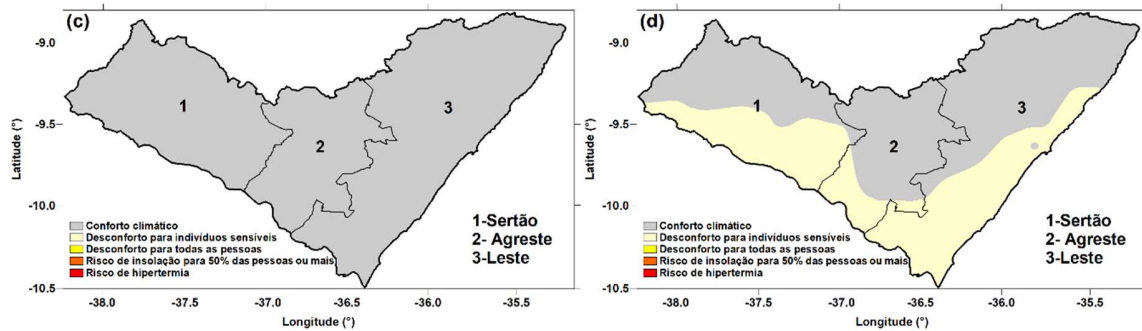 (c)
-9.0
-9.5
-10.0
-10.5
Latitude (°)
1
2
3
Conforto climático
Desconforto para indivíduos sensíveis
Desconforto para todas as pessoas
Risco de insolação para 50% das pessoas ou mais
Risco de hipertermia
1-Sertão
2- Agreste
3-Leste
-38.0 -37.5 -37.0 -36.5 -36.0 -35.5
Longitude (°)
(d)
-9.0
-9.5
-10.0
-10.5
Latitude (°)
1
2
3
Conforto climático
Desconforto para indivíduos sensíveis
Desconforto para todas as pessoas
Risco de insolação para 50% das pessoas ou mais
Risco de hipertermia
1-Sertão
2- Agreste
3-Leste
-38.0 -37.5 -37.0 -36.5 -36.0 -35.5
Longitude (°)